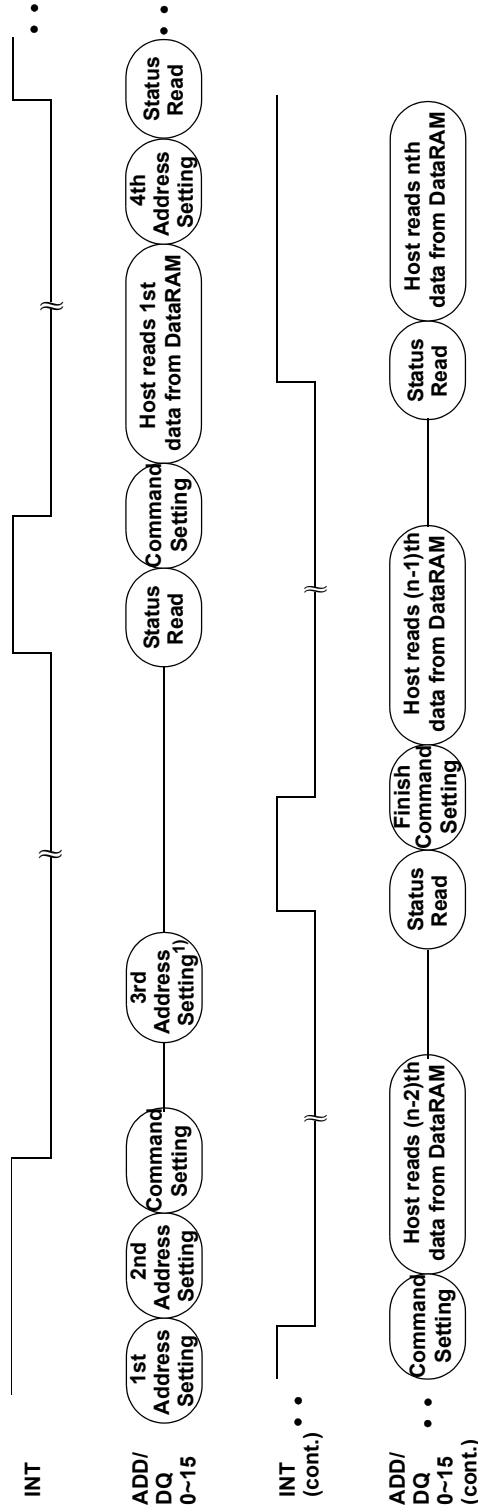 INT
1st
Address
Setting
2nd
Address
Setting
Command
Setting
3rd
Address
Setting1)
Status
Read
Command
Setting
Host reads 1st
data from DataRAM
4th
Address
Setting
Status
Read
ADD/
DQ
0~15
INT
(cont.)
Command
Setting
Host reads (n-2)th
data from DataRAM
Status
Read
Finish
Command
Setting
Host reads (n-1)th
data from DataRAM
Status
Read
Host reads nth
data from DataRAM
ADD/
DQ
0~15
(cont.)